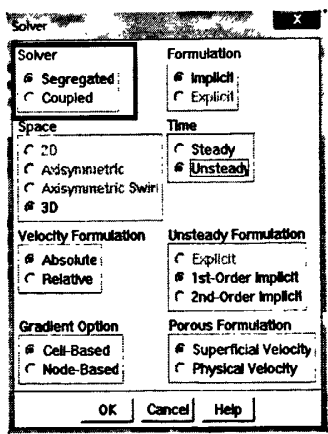 Solver
X
Solver
Segregated
Coupled
Formulation
Implicit
Explicit
Space
2D
Axisymmetric
Axisymmetric Swirl
3D
Time
Steady
Unsteady
Velocity Formulation
Absolute
Relative
Unsteady Formulation
Explicit
1st-Order Implicit
2nd-Order Implicit
Gradient Option
Cell-Based
Node-Based
Porous Formulation
Superficial Velocity
Physical Velocity
OK
Cancel
Help